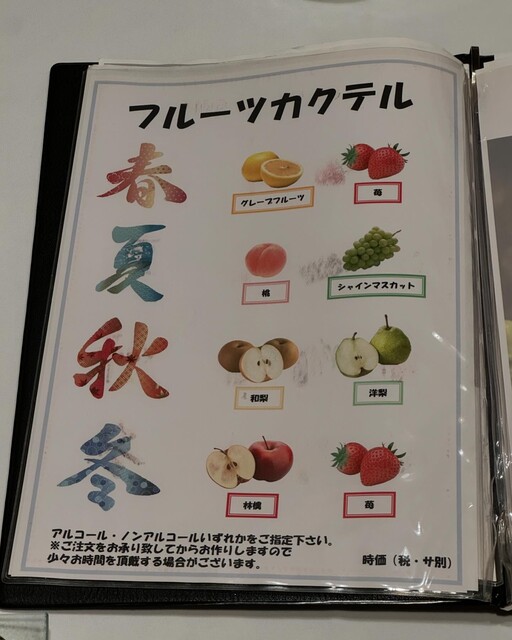 フルーツカクテル
春
グレープフルーツ
苺
夏
桃
シャインマスカット
秋
和梨
洋梨
冬
林檎
苺
アルコール・ノンアルコールいずれかをご指定下さい。
※ご注文をお承り致してからお作りしますので
少々お時間を頂戴する場合がございます。
時価（税・サ別）